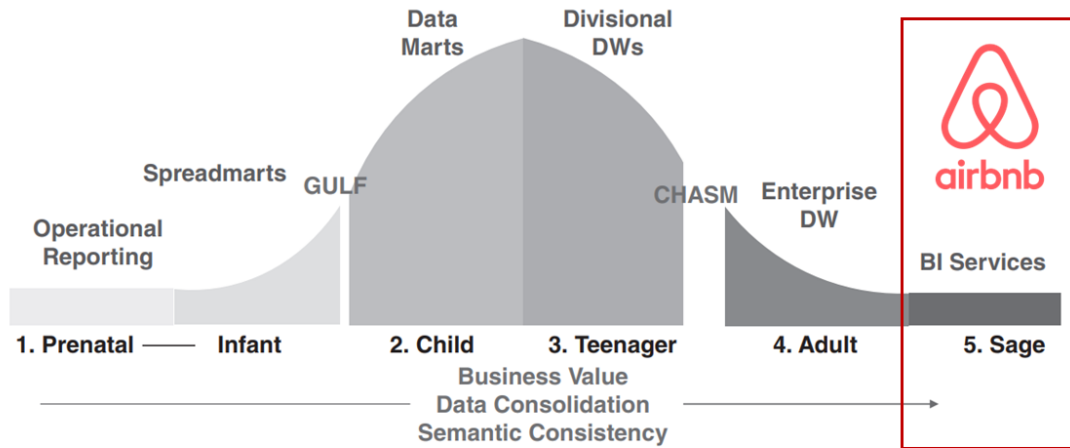 Data
Marts
Divisional
DWs
airbnb
Spreadmarts
GULF
CHASM
Enterprise
DW
Operational
Reporting
BI Services
1. Prenatal
Infant
2. Child
3. Teenager
4. Adult
5. Sage
Business Value
Data Consolidation
Semantic Consistency